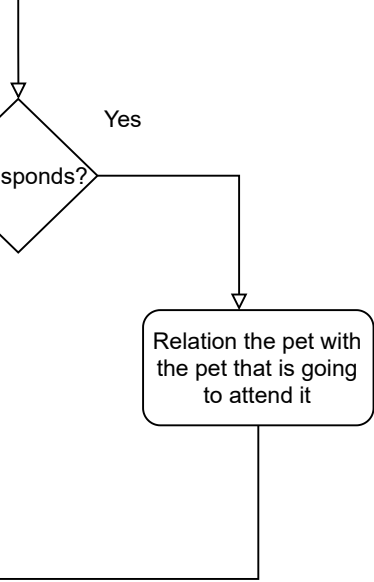 Yes
sponds?
Relation the pet with
the pet that is going
to attend it